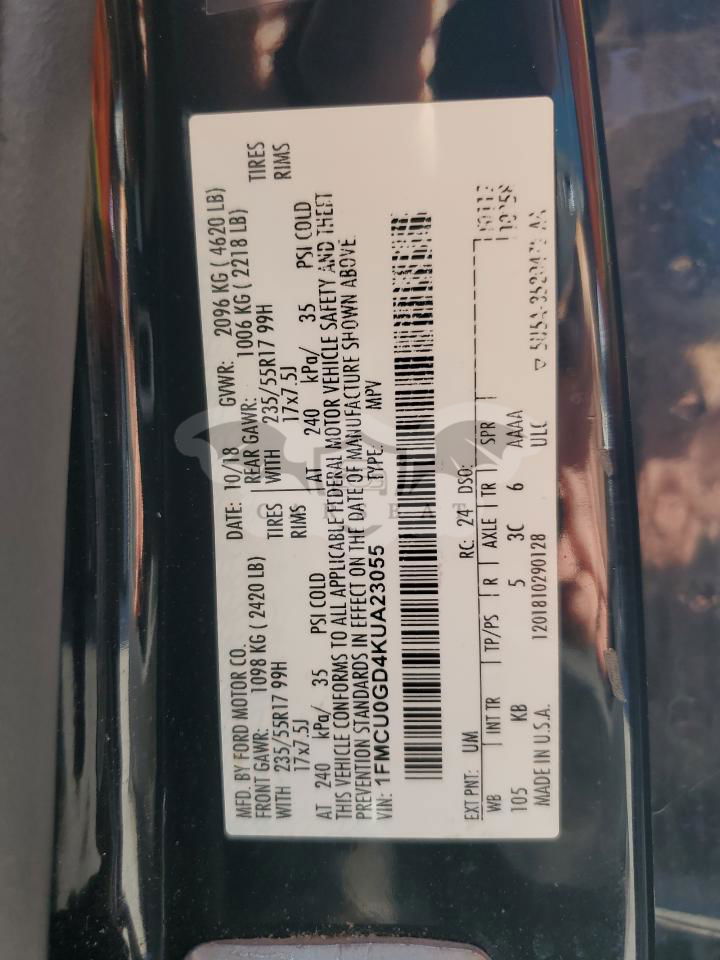 MFD. BY FORD MOTOR CO. DATE: 10/18 GVWR: 2096 KG ( 4620 LB)
FRONT GAWR: 1098 KG ( 2420 LB) REAR GAWR: 1006 KG ( 2218 LB)
WITH 235/55R17 99H TIRES WITH 235/55R17 99H TIRES
17x7.5J RIMS 17x7.5J RIMS
AT 240 kPa/ 35 PSI COLD AT 240 kPa/ 35 PSI COLD
THIS VEHICLE CONFORMS TO ALL APPLICABLE FEDERAL MOTOR VEHICLE SAFETY AND THEFT
PREVENTION STANDARDS IN EFFECT ON THE DATE OF MANUFACTURE SHOWN ABOVE.
VIN: 1FMCU0GD4KUA23055 TYPE: MPV
EXT PNT: UM RC: 24 DSO:
WB INT TR TP/PS R AXLE TR SPR
105 KB 5 3C 6 AAAA
MADE IN U.S.A. 1201810290128 ULC